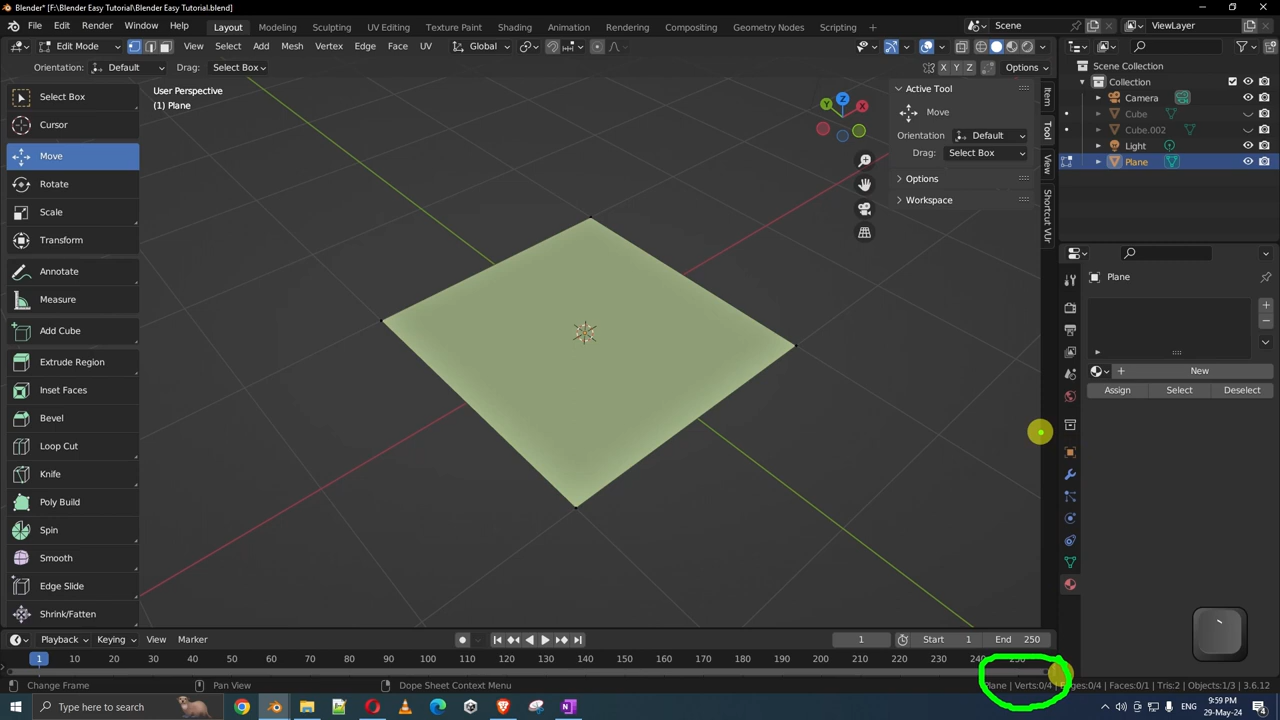 Blender* [F:\Blender Easy Tutorial\Blender Easy Tutorial.blend]
File Edit Render Window Help Layout Modeling Sculpting UV Editing Texture Paint Shading Animation Rendering Compositing Geometry Nodes Scripting Scene ViewLayer
Edit Mode View Select Add Mesh Vertex Edge Face UV Global
Orientation: Default Drag: Select Box X Y Z Options
User Perspective
(1) Plane
Select Box
Cursor
Move
Rotate
Scale
Transform
Annotate
Measure
Add Cube
Extrude Region
Inset Faces
Bevel
Loop Cut
Knife
Poly Build
Spin
Smooth
Edge Slide
Shrink/Fatten
Z
Y
X
Active Tool
Move
Orientation Default
Drag: Select Box
Options
Workspace
Item
Tool
View
Shortcut VUr
Scene Collection
Collection
Camera
Cube
Cube.002
Light
Plane
Plane
New
Assign Select Deselect
Playback Keying View Marker 1 Start 1 End 250
1 10 20 30 40 50 60 70 80 90 100 110 120 130 140 150 160 170 180 190 200 210 220 230 240 250
Change Frame Pan View Dope Sheet Context Menu Plane | Verts:0/4 | Edges:0/4 | Faces:0/1 | Tris:2 | Objects:1/3 | 3.6.12
Type here to search
9:59 PM
29-May-24